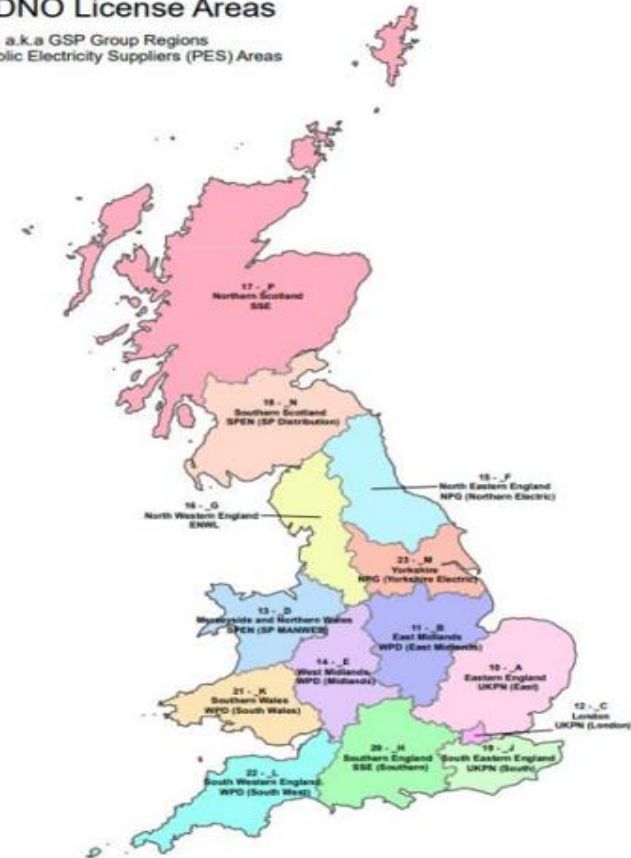 DNO License Areas
a.k.a GSP Group Regions
blic Electricity Suppliers (PES) Areas
17 - _P
Northern Scotland
SSE
18 - _N
Southern Scotland
SPEN (SP Distribution)
15 - _F
North Eastern England
NPG (Northern Electric)
16 - _G
North Western England
ENWL
23 - _M
Yorkshire
NPG (Yorkshire Electric)
13 - _D
Merseyside and Northern Wales
SPEN (SP MANWEB)
11 - _B
East Midlands
WPD (East Midlands)
14 - _E
West Midlands
WPD (Midlands)
10 - _A
Eastern England
UKPN (East)
21 - _K
Southern Wales
WPD (South Wales)
12 - _C
London
UKPN (London)
20 - _H
Southern England
SSE (Southern)
19 - _J
South Eastern England
UKPN (South)
22 - _L
South Western England
WPD (South West)